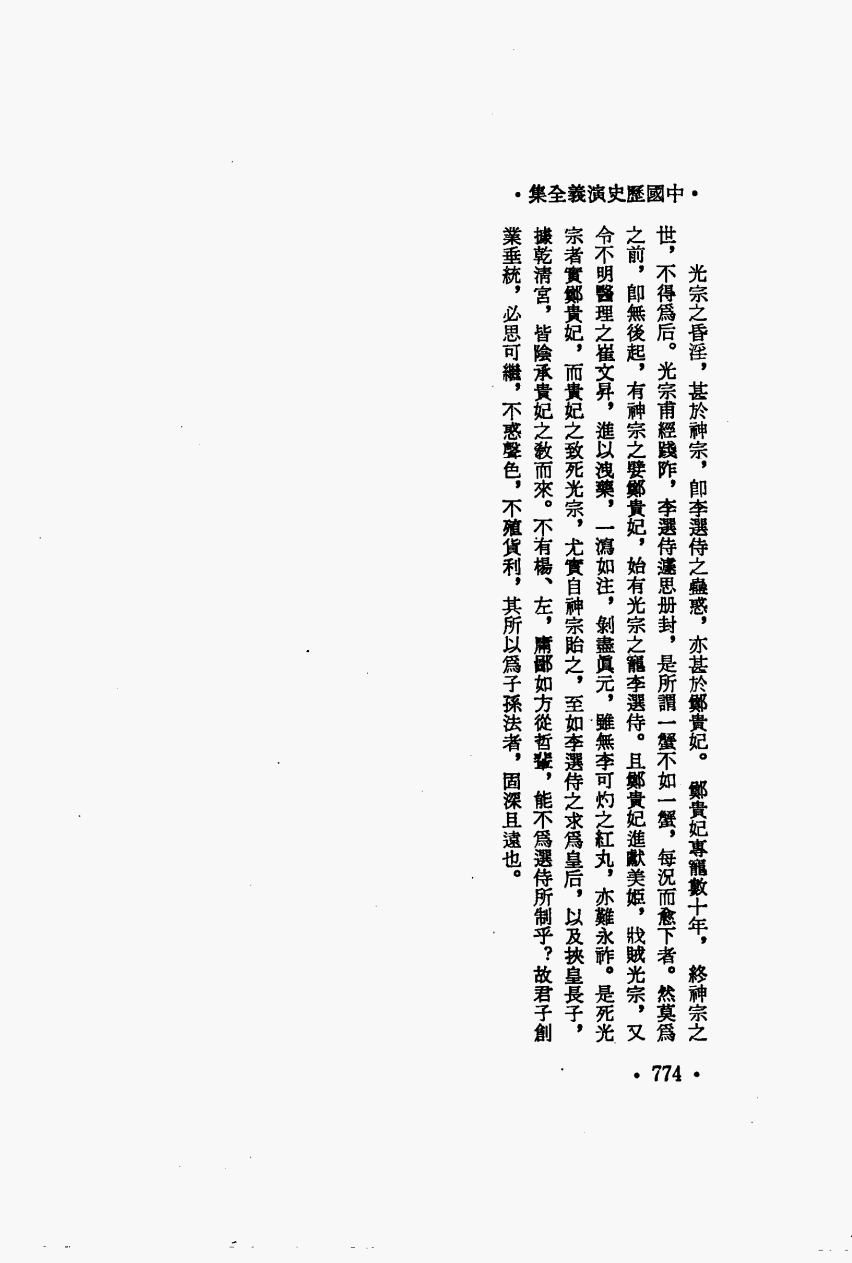 •中國歷史演義全集•
光宗之昏淫，甚於神宗，卽李選侍之蠱惑，亦甚於鄭貴妃。鄭貴妃專寵數十年，終神宗之
世，不得爲后。光宗甫經踐阼，李選侍遽思册封，是所謂一蟹不如一蟹，每況而愈下者。然莫爲
之前，卽無後起，有神宗之嬖鄭貴妃，始有光宗之寵李選侍。且鄭貴妃進獻美姬，戕賊光宗，又
令不明醫理之崔文昇，進以洩藥，一瀉如注，剝盡眞元，雖無李可灼之紅丸，亦難永祚。是死光
宗者實鄭貴妃，而貴妃之致死光宗，尤實自神宗貽之，至如李選侍之求爲皇后，以及挾皇長子，
據乾淸宮，皆陰承貴妃之敎而來。不有楊、左，庸鄙如方從哲輩，能不爲選侍所制乎？故君子創
業垂統，必思可繼，不惑聲色，不殖貨利，其所以爲子孫法者，固深且遠也。
•774•